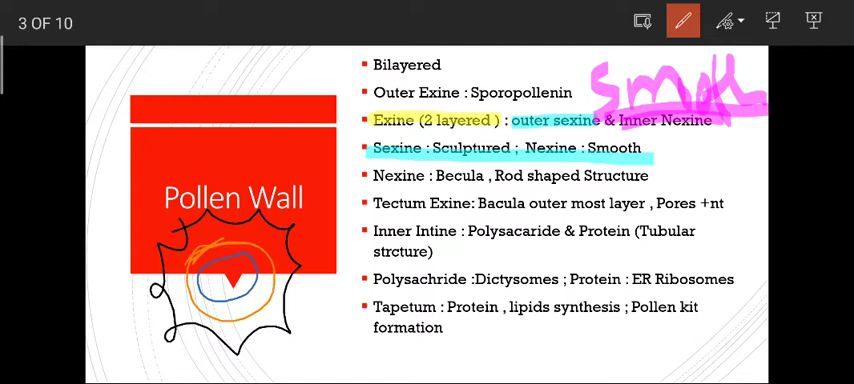 3 OF 10
Pollen Wall
Bilayered
Outer Exine : Sporopollenin
Exine (2 layered ) : outer sexine & Inner Nexine
Sexine : Sculptured ; Nexine : Smooth
Nexine : Becula , Rod shaped Structure
Tectum Exine: Bacula outer most layer , Pores +nt
Inner Intine : Polysacaride & Protein (Tubular
strcture)
Polysachride :Dictysomes ; Protein : ER Ribosomes
Tapetum : Protein , lipids synthesis ; Pollen kit
formation